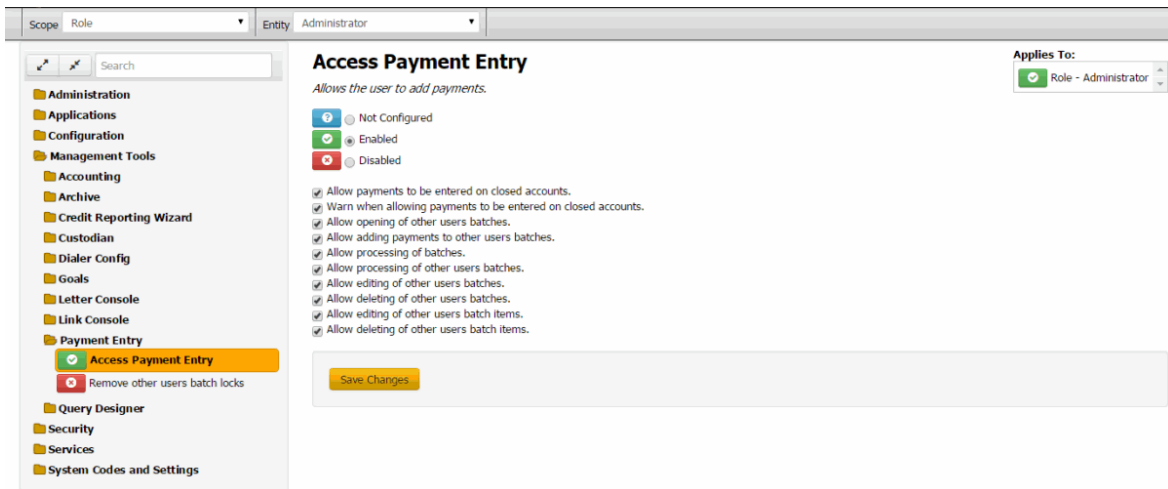 Scope Role Entity Administrator
Search
Administration
Applications
Configuration
Management Tools
Accounting
Archive
Credit Reporting Wizard
Custodian
Dialer Config
Goals
Letter Console
Link Console
Payment Entry
Access Payment Entry
Remove other users batch locks
Query Designer
Security
Services
System Codes and Settings
Access Payment Entry
Allows the user to add payments.
Not Configured
Enabled
Disabled
Allow payments to be entered on closed accounts.
Warn when allowing payments to be entered on closed accounts.
Allow opening of other users batches.
Allow adding payments to other users batches.
Allow processing of batches.
Allow processing of other users batches.
Allow editing of other users batches.
Allow deleting of other users batches.
Allow editing of other users batch items.
Allow deleting of other users batch items.
Save Changes
Applies To:
Role - Administrator